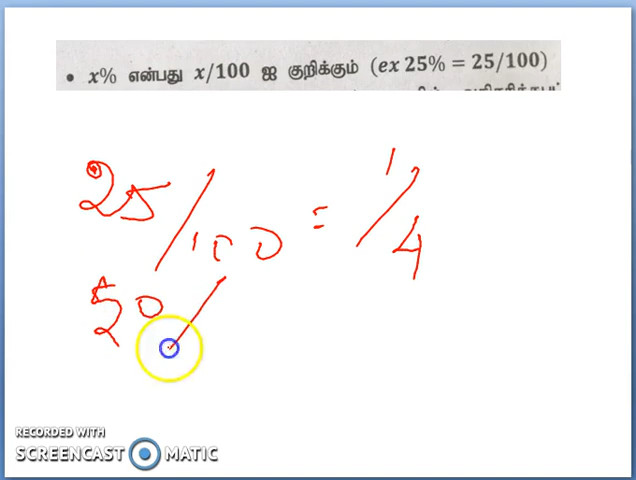 • x% என்பது x/100 ஐ குறிக்கும் (ex 25% = 25/100)
25/100 = 1/4
50/
RECORDED WITH
SCREENCAST MATIC